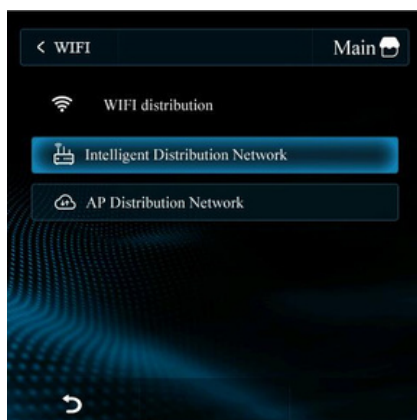 < WIFI
Main
WIFI distribution
Intelligent Distribution Network
AP Distribution Network